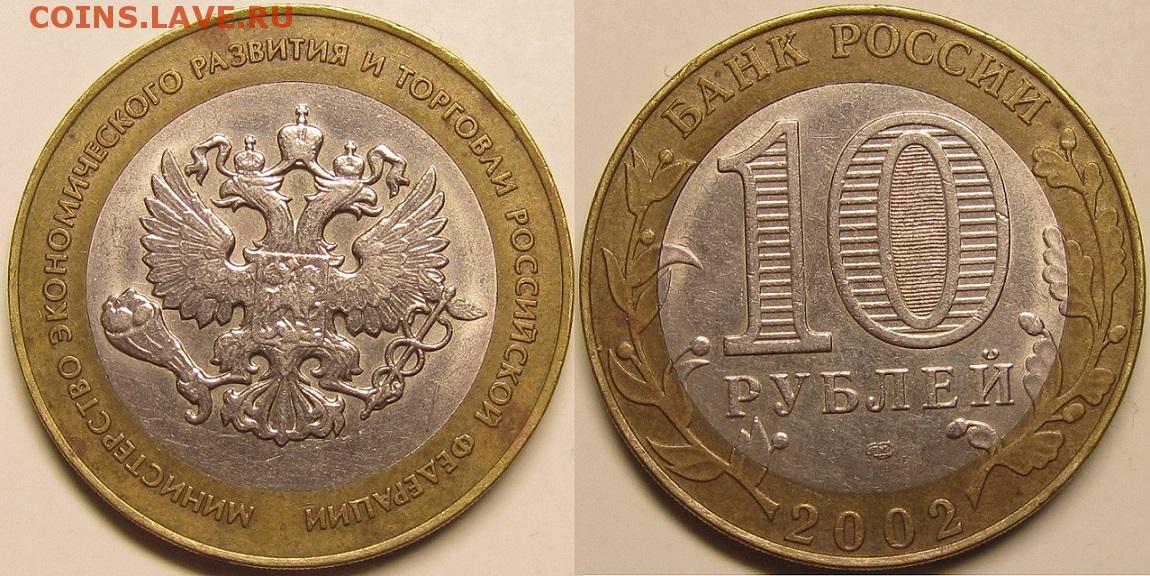 COINS.LAVE.RU
МИНИСТЕРСТВО ЭКОНОМИЧЕСКОГО РАЗВИТИЯ И ТОРГОВЛИ РОССИЙСКОЙ ФЕДЕРАЦИИ
БАНК РОССИИ
10
РУБЛЕЙ
2002